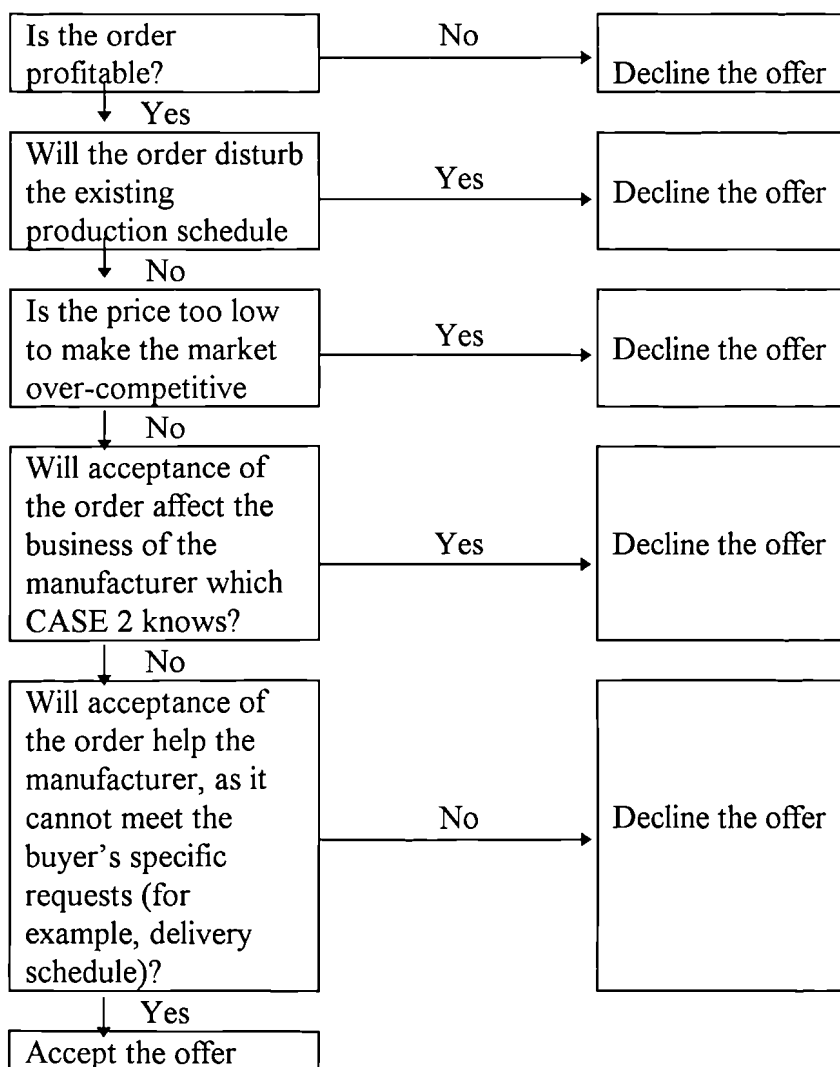 Is the order
profitable?
No
Decline the offer
Yes
Will the order disturb
the existing
production schedule
Yes
Decline the offer
No
Is the price too low
to make the market
over-competitive
Yes
Decline the offer
No
Will acceptance of
the order affect the
business of the
manufacturer which
CASE 2 knows?
Yes
Decline the offer
No
Will acceptance of
the order help the
manufacturer, as it
cannot meet the
buyer's specific
requests (for
example, delivery
schedule)?
No
Decline the offer
Yes
Accept the offer